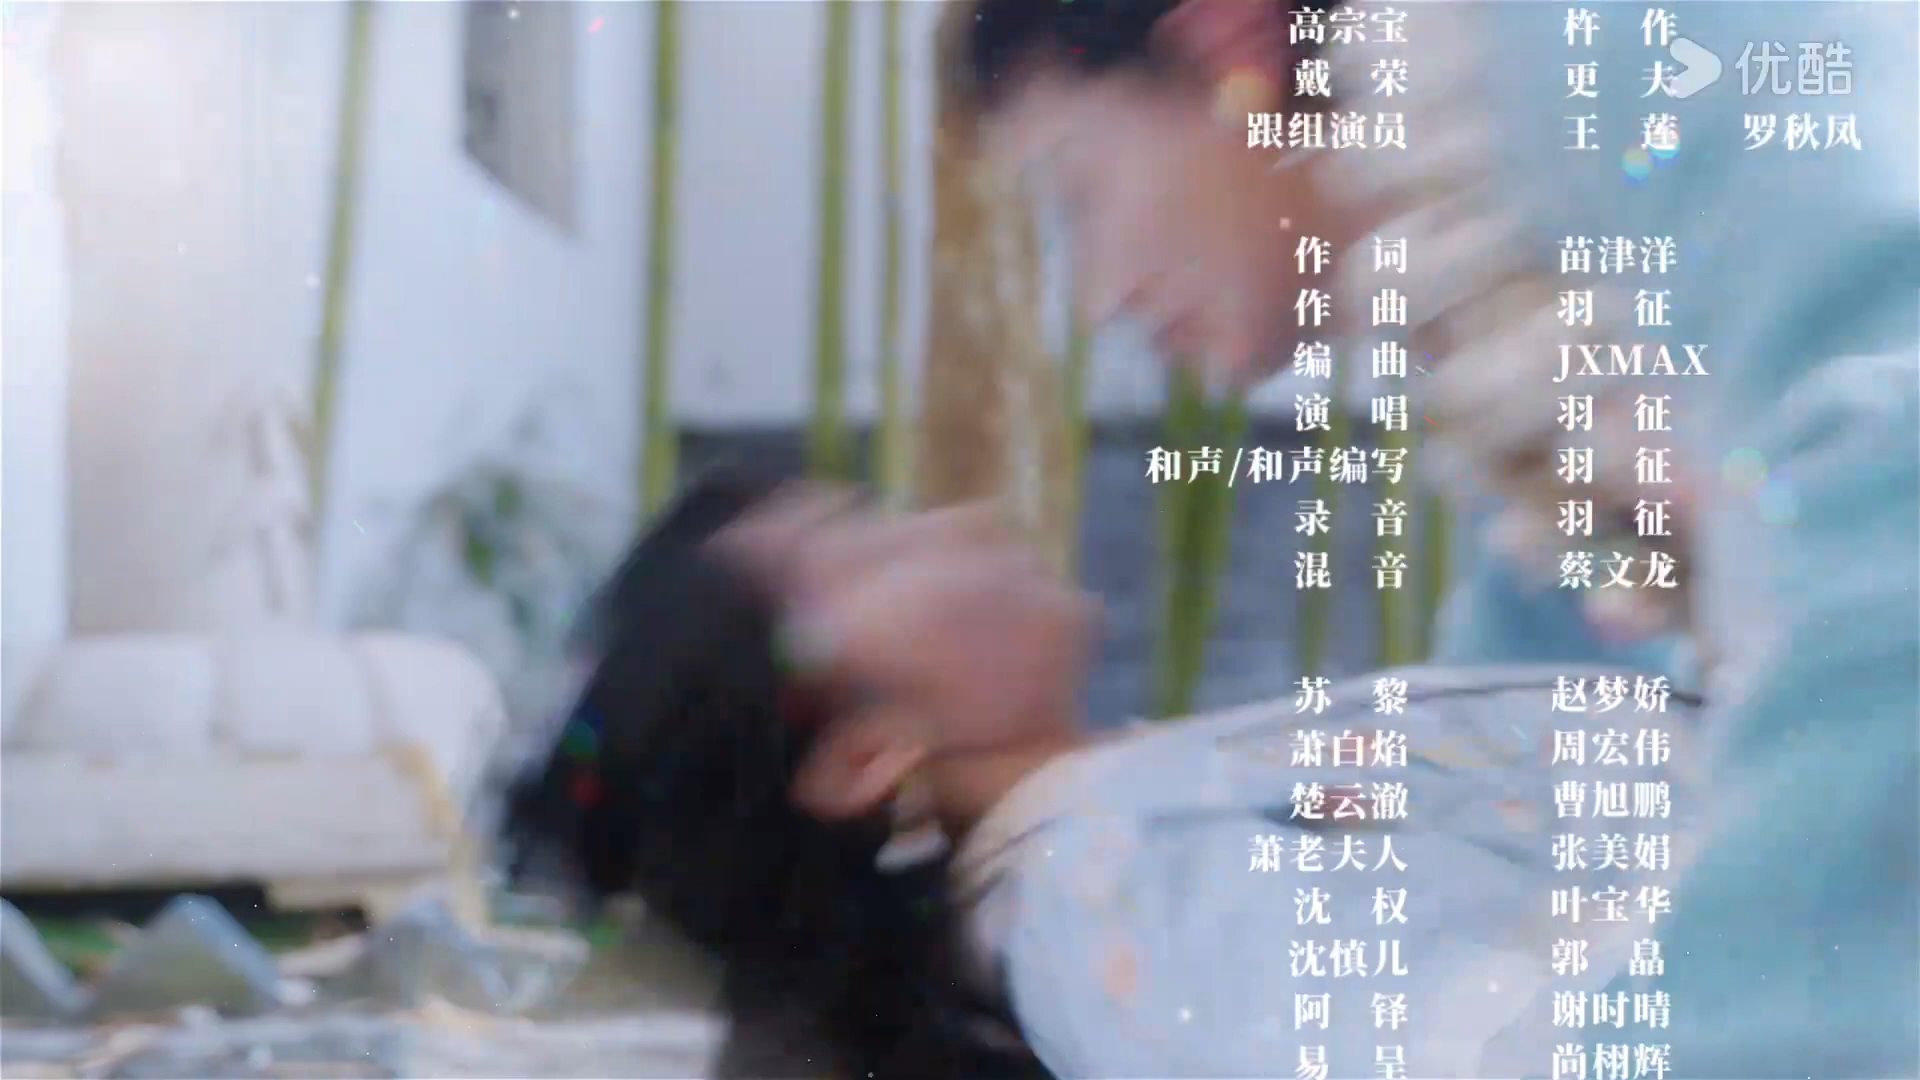 高宗宝 杵 作
戴 荣 更 夫
优酷
跟组演员 王 莲 罗秋凤
作 词 苗津洋
作 曲 羽 征
编 曲 JXMAX
演 唱 羽 征
和声/和声编写 羽 征
录 音 羽 征
混 音 蔡文龙
苏 黎 赵梦娇
萧白焰 周宏伟
楚云澈 曹旭鹏
萧老夫人 张美娟
沈 权 叶宝华
沈慎儿 郭 晶
阿 铎 谢时晴
易 呈 尚栩辉